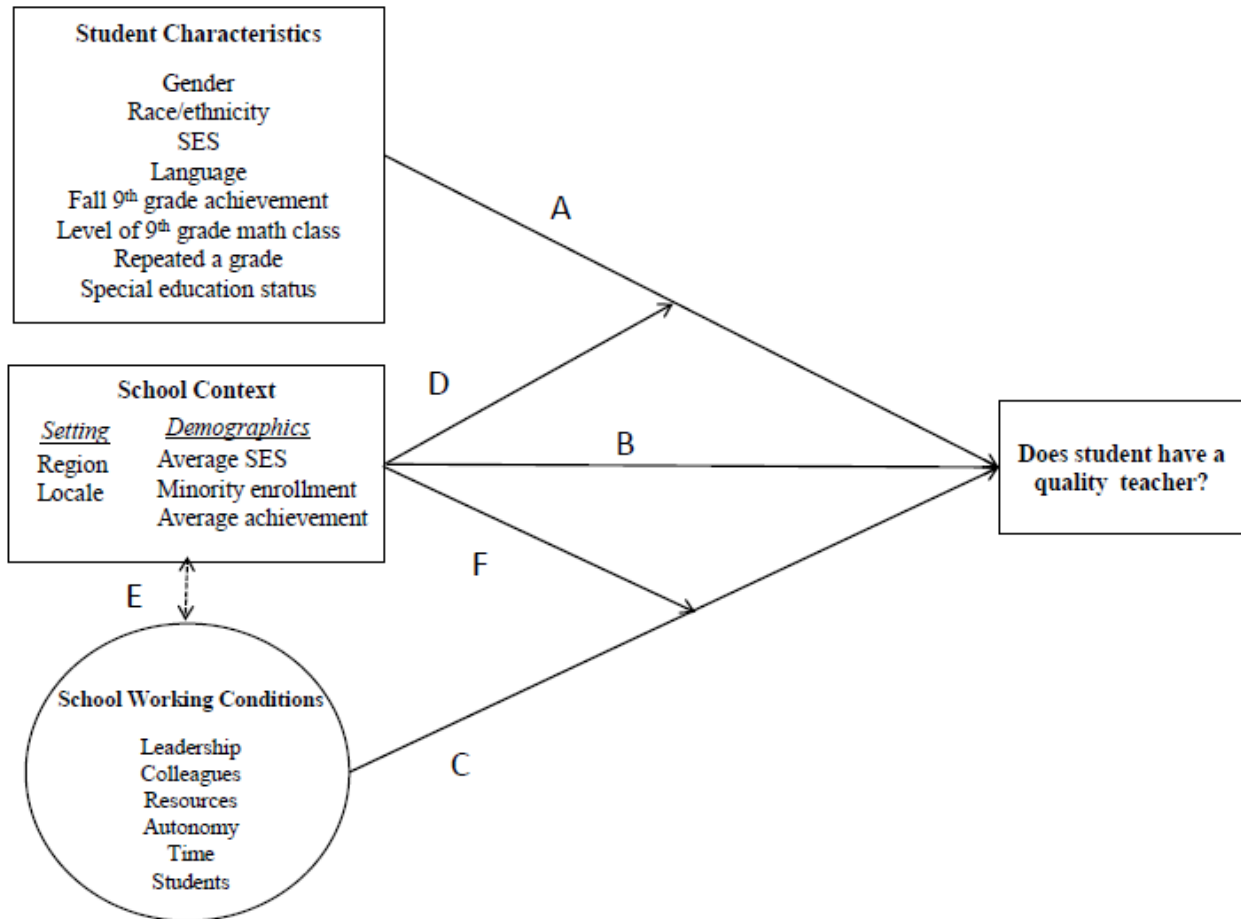 Student Characteristics
Gender
Race/ethnicity
SES
Language
Fall 9th grade achievement
Level of 9th grade math class
Repeated a grade
Special education status
A
School Context
Setting
Region
Locale
Demographics
Average SES
Minority enrollment
Average achievement
D
B
F
Does student have a
quality teacher?
E
School Working Conditions
Leadership
Colleagues
Resources
Autonomy
Time
Students
C